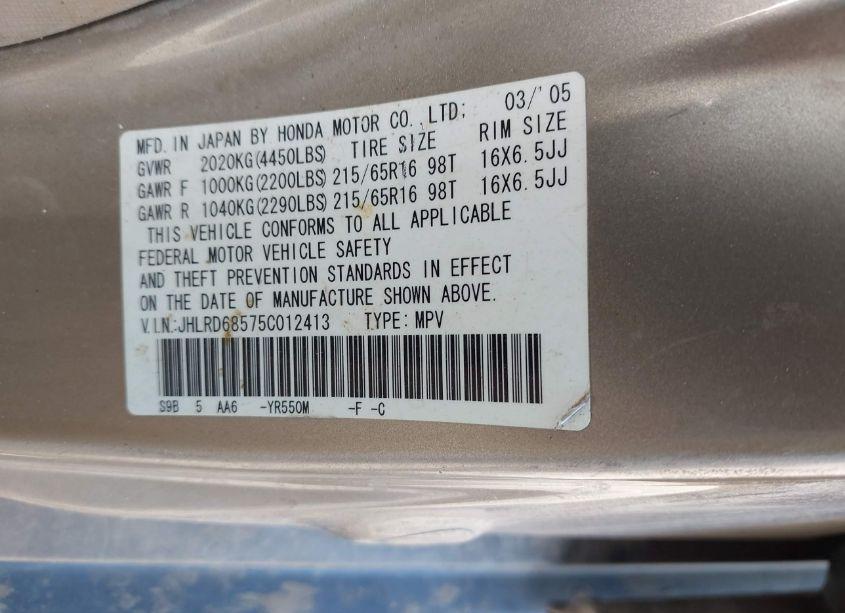 MFD. IN JAPAN BY HONDA MOTOR CO.,LTD; 03/'05
GVWR 2020KG(4450LBS) TIRE SIZE RIM SIZE
GAWR F 1000KG(2200LBS) 215/65R16 98T 16X6.5JJ
GAWR R 1040KG(2290LBS) 215/65R16 98T 16X6.5JJ
THIS VEHICLE CONFORMS TO ALL APPLICABLE
FEDERAL MOTOR VEHICLE SAFETY
AND THEFT PREVENTION STANDARDS IN EFFECT
ON THE DATE OF MANUFACTURE SHOWN ABOVE.
V.I.N.:JHLRD68575C012413 TYPE: MPV
S9B 5 AA6 -YR550M -F -C